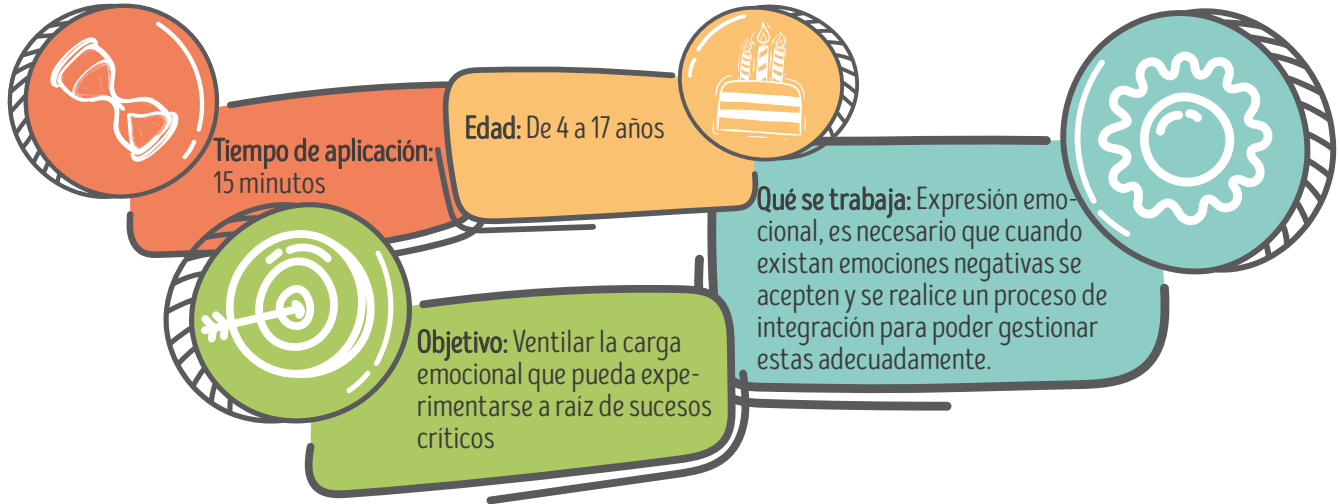 Tiempo de aplicación:
15 minutos
Edad: De 4 a 17 años
Qué se trabaja: Expresión emo-
cional, es necesario que cuando
existan emociones negativas se
acepten y se realice un proceso de
integración para poder gestionar
estas adecuadamente.
Objetivo: Ventilar la carga
emocional que pueda expe-
rimentarse a raíz de sucesos
críticos